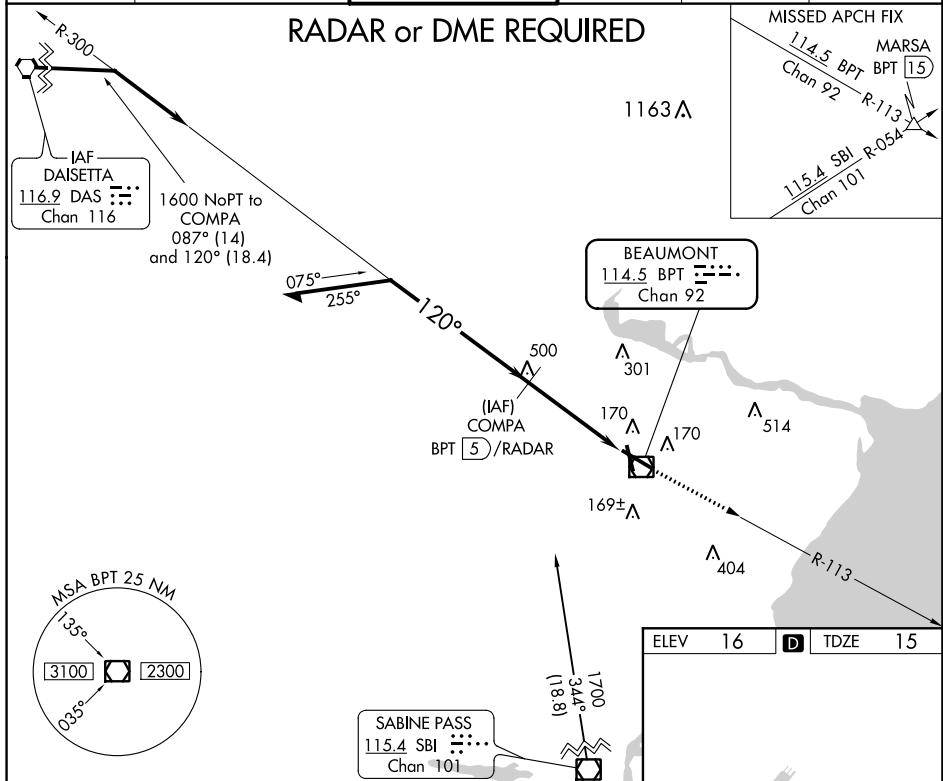 RADAR or DME REQUIRED
MISSED APCH FIX
114.5 BPT
Chan 92
R-113
MARSA
BPT 15
115.4 SBI
Chan 101
R-054
R-300
1163
IAF
DAISETTA
116.9 DAS
Chan 116
1600 NoPT to
COMPA
087° (14)
and 120° (18.4)
BEAUMONT
114.5 BPT
Chan 92
075°
255°
120°
500
301
(IAF)
COMPA
BPT 5 /RADAR
170
170
514
169±
404
R-113
MSA BPT 25 NM
135°
3100
2300
035°
1700
344°
(18.8)
SABINE PASS
115.4 SBI
Chan 101
ELEV 16 D TDZE 15